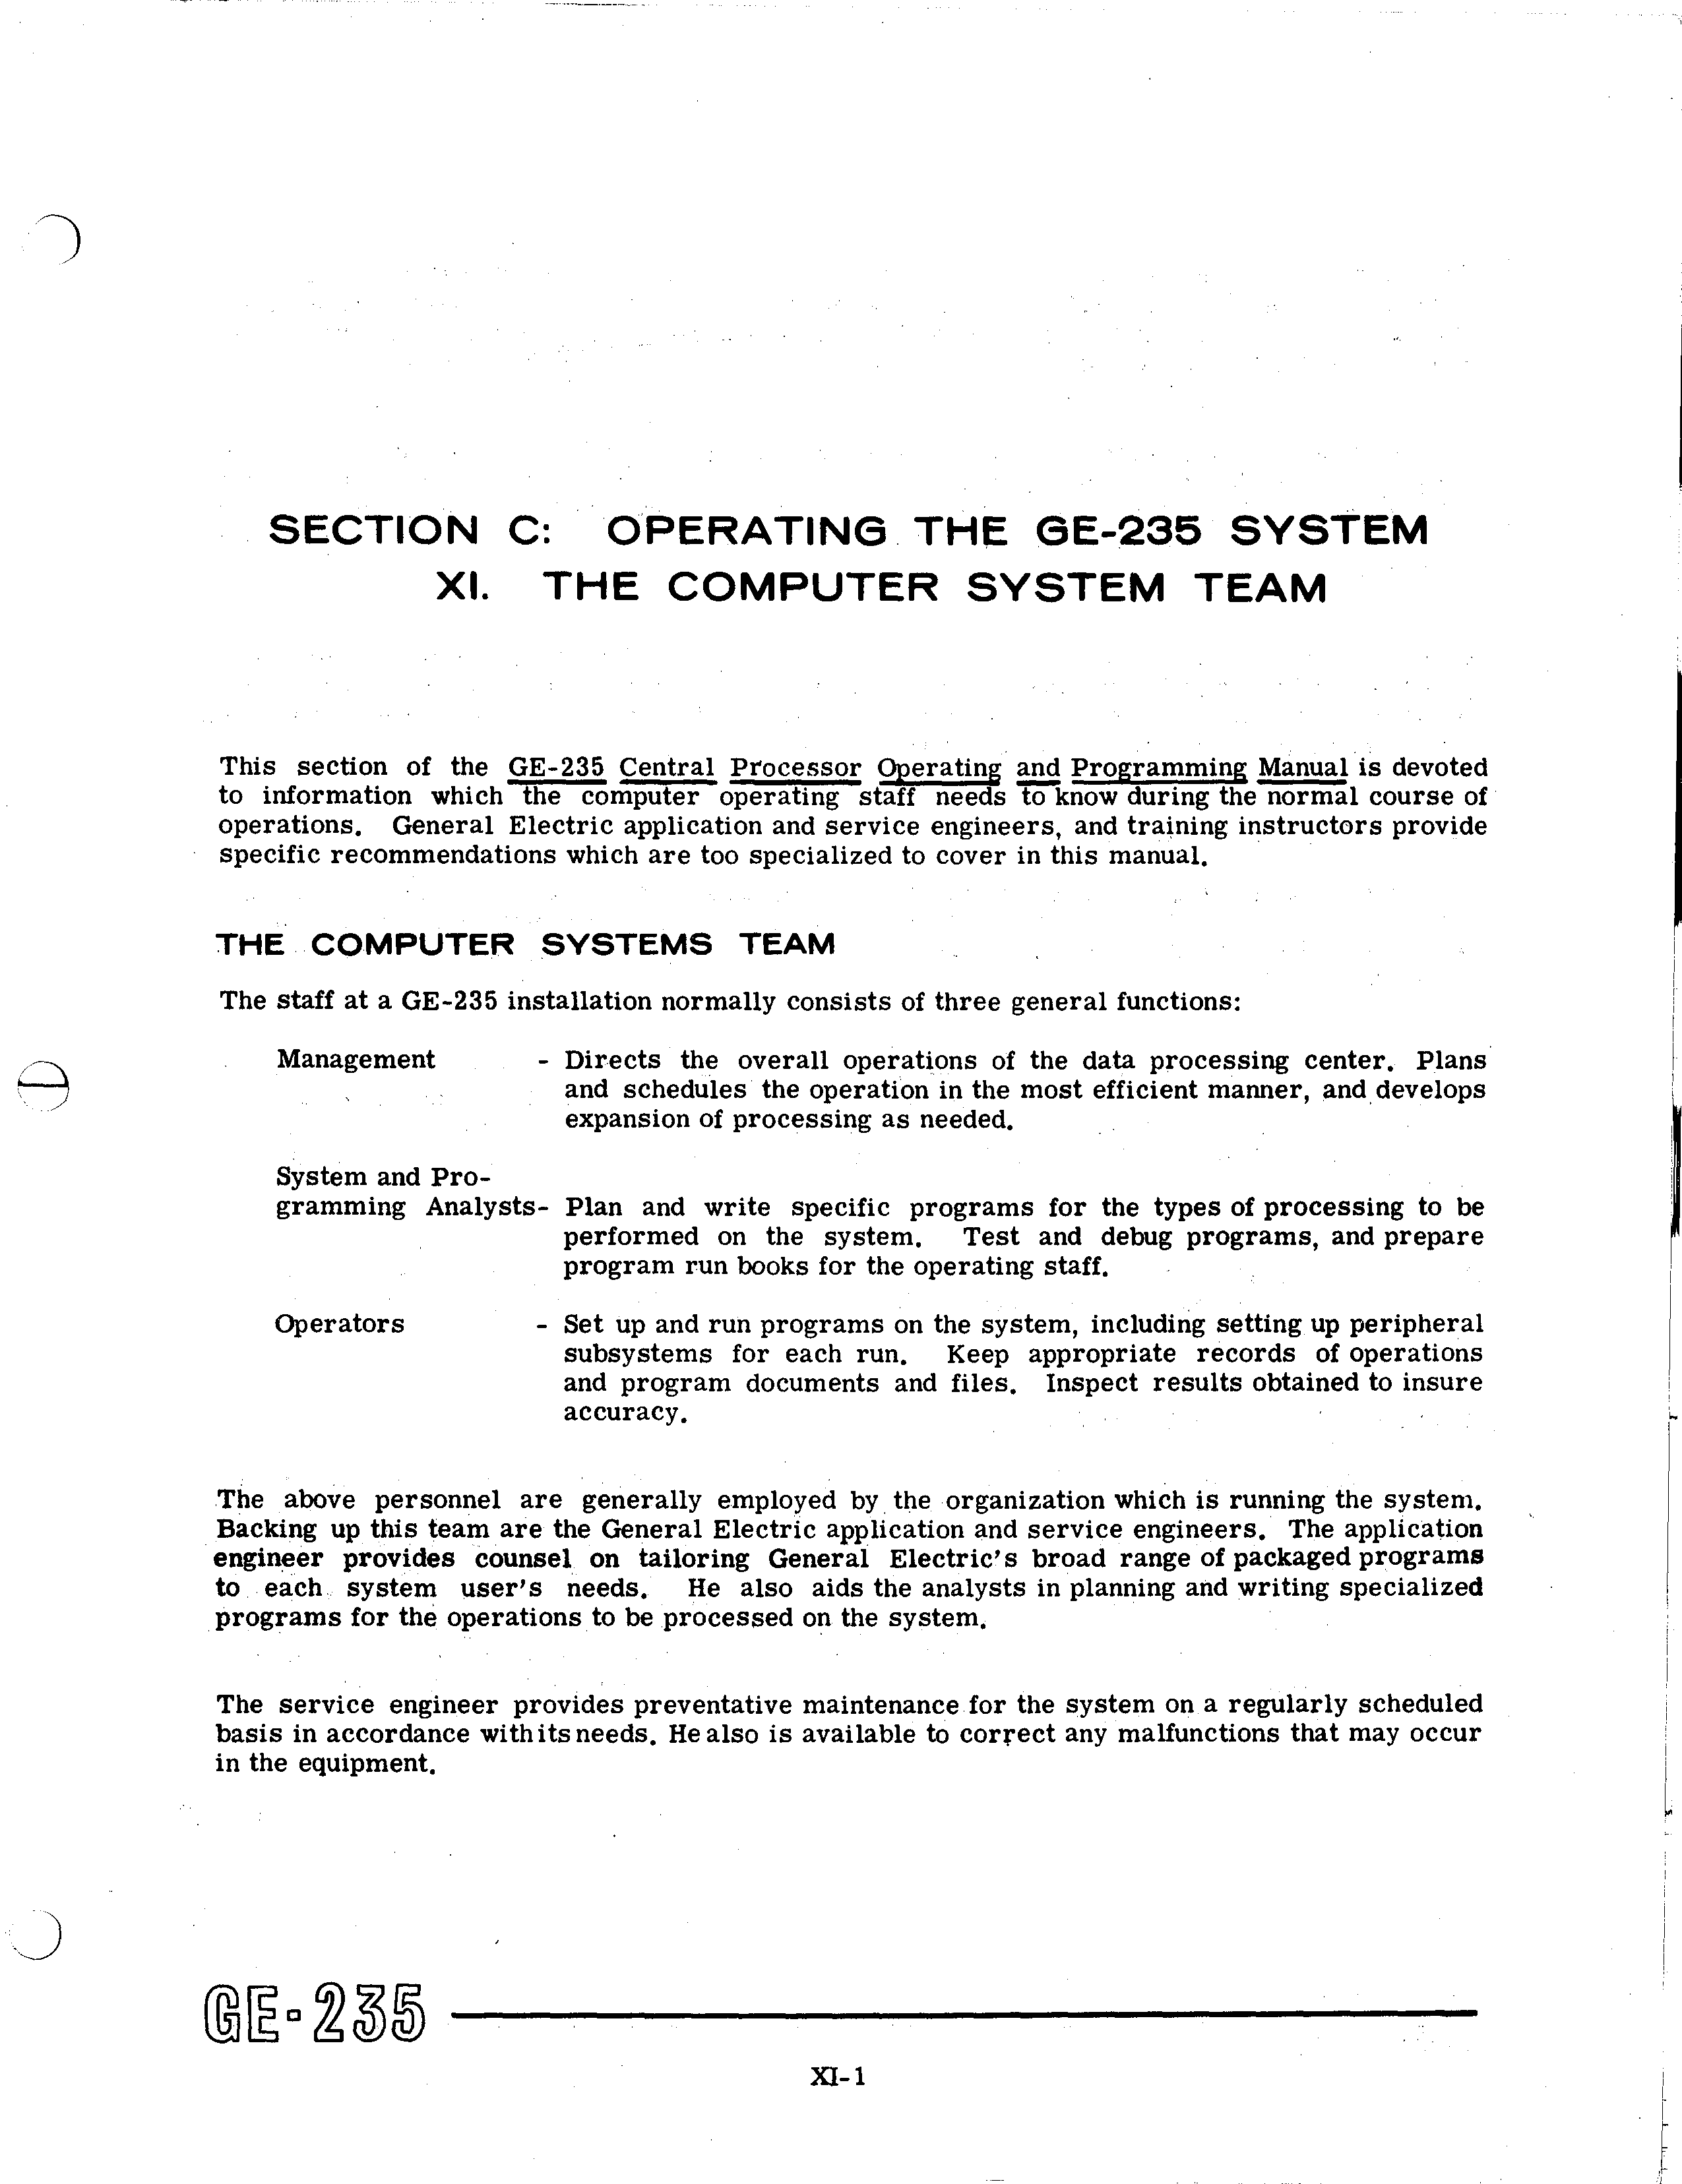 SECTION C: OPERATING THE GE-235 SYSTEM
XI. THE COMPUTER SYSTEM TEAM
This section of the GE-235 Central Processor Operating and Programming Manual is devoted
to information which the computer operating staff needs to know during the normal course of
operations. General Electric application and service engineers, and training instructors provide
specific recommendations which are too specialized to cover in this manual.
THE COMPUTER SYSTEMS TEAM
The staff at a GE-235 installation normally consists of three general functions:
Management - Directs the overall operations of the data processing center. Plans
and schedules the operation in the most efficient manner, and develops
expansion of processing as needed.
System and Pro-
gramming Analysts- Plan and write specific programs for the types of processing to be
performed on the system. Test and debug programs, and prepare
program run books for the operating staff.
Operators - Set up and run programs on the system, including setting up peripheral
subsystems for each run. Keep appropriate records of operations
and program documents and files. Inspect results obtained to insure
accuracy.
The above personnel are generally employed by the organization which is running the system.
Backing up this team are the General Electric application and service engineers. The application
engineer provides counsel on tailoring General Electric's broad range of packaged programs
to each system user's needs. He also aids the analysts in planning and writing specialized
programs for the operations to be processed on the system.
The service engineer provides preventative maintenance for the system on a regularly scheduled
basis in accordance with its needs. He also is available to correct any malfunctions that may occur
in the equipment.
GE-235
XI-1